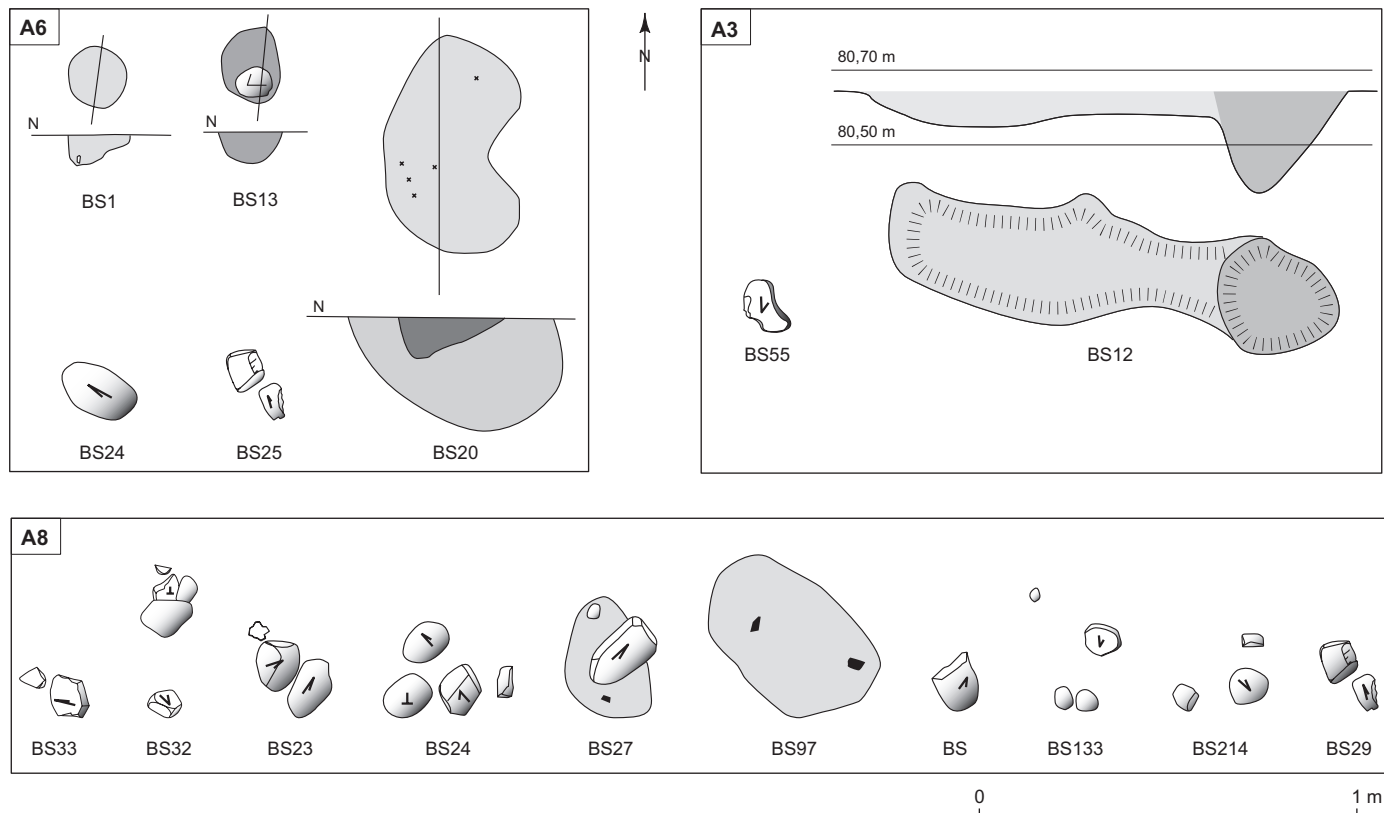 A6
N
N
BS1
BS13
N
BS24
BS25
BS20
N
A3
80,70 m
80,50 m
BS55
BS12
A8
BS33
BS32
BS23
BS24
BS27
BS97
BS
BS133
BS214
BS29
0
1 m